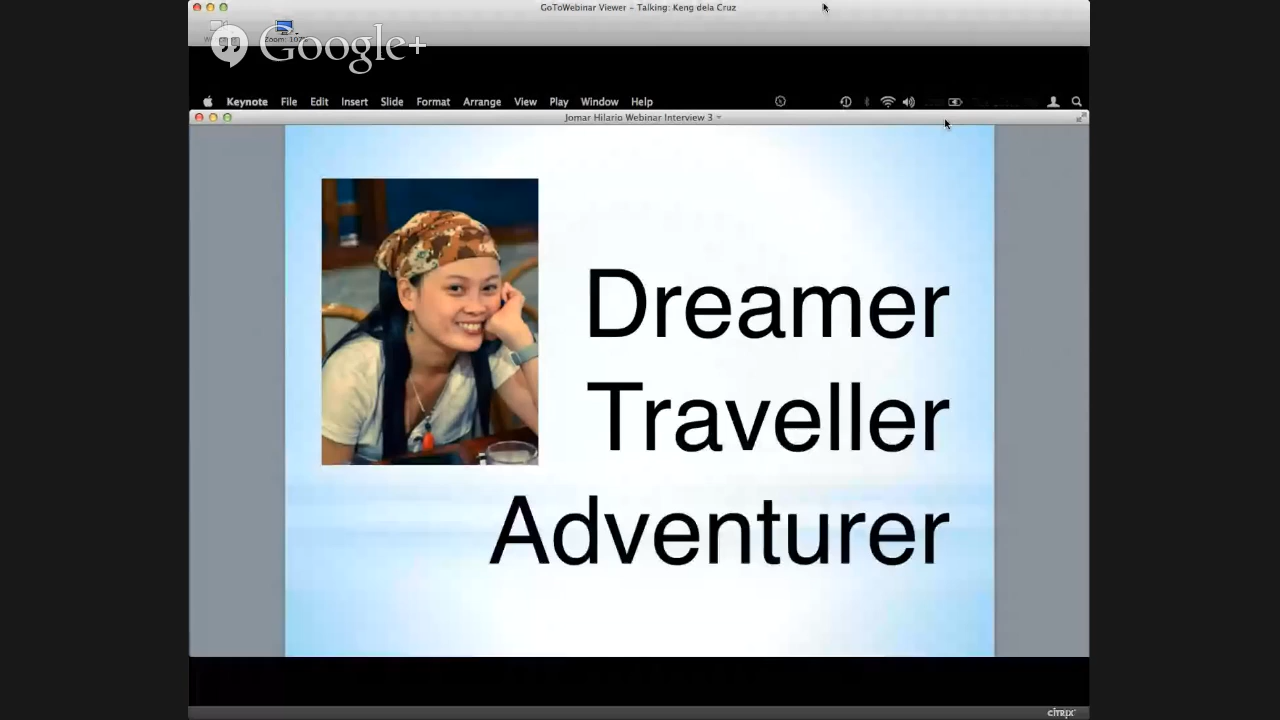 GoToWebinar Viewer – Talking: Keng dela Cruz
Google+
Keynote File Edit Insert Slide Format Arrange View Play Window Help
Jomar Hilario Webinar Interview 3
Dreamer
Traveller
Adventurer
CITRIX